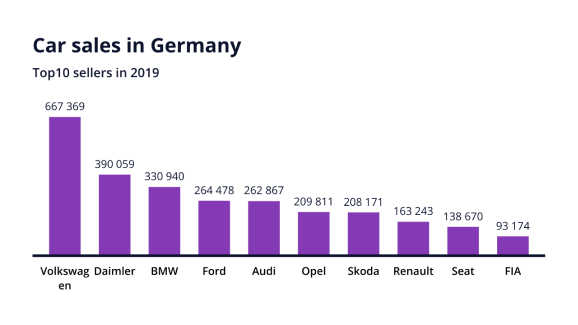 Car sales in Germany
Top10 sellers in 2019
667 369
390 059
330 940
264 478
262 867
209 811
208 171
163 243
138 670
93 174
Volkswag
en
Daimler
BMW
Ford
Audi
Opel
Skoda
Renault
Seat
FIA